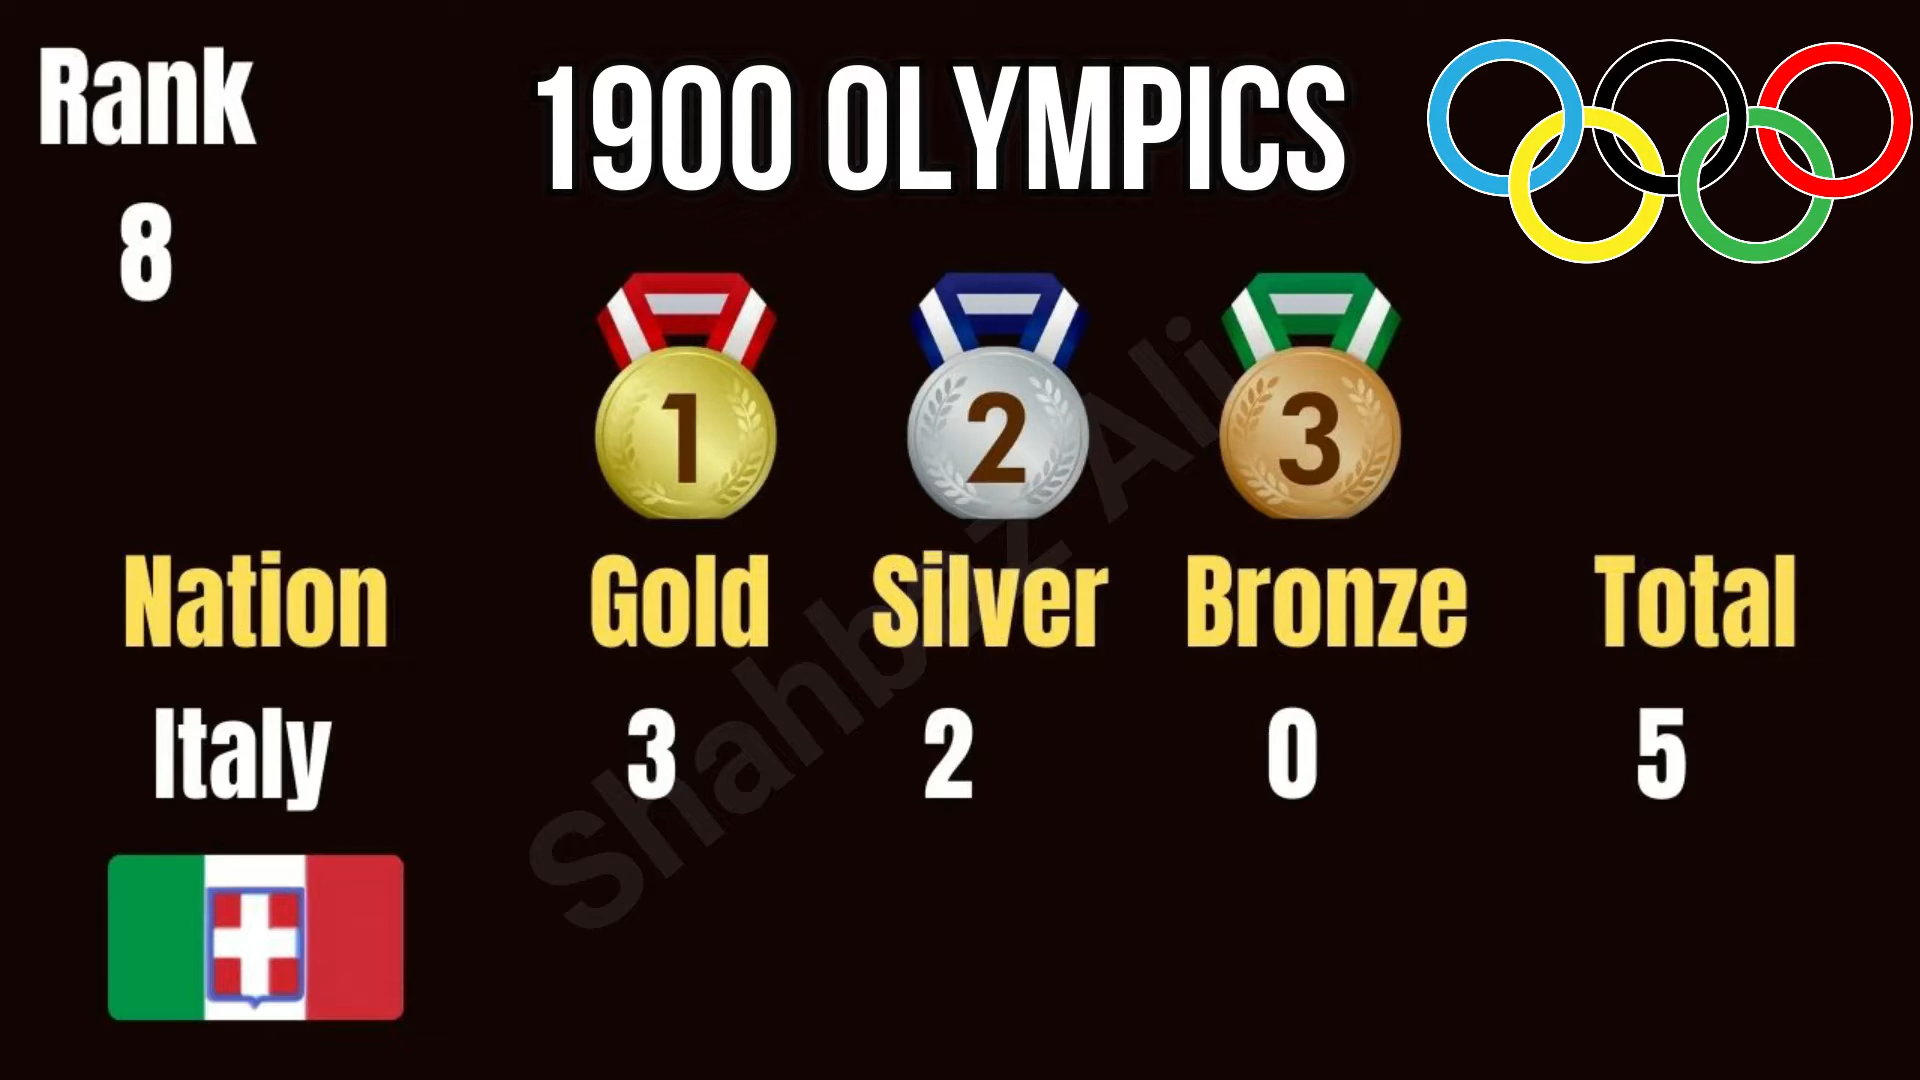 Rank
1900 OLYMPICS
8
1 2 3
Nation Gold Silver Bronze Total
Italy 3 2 0 5